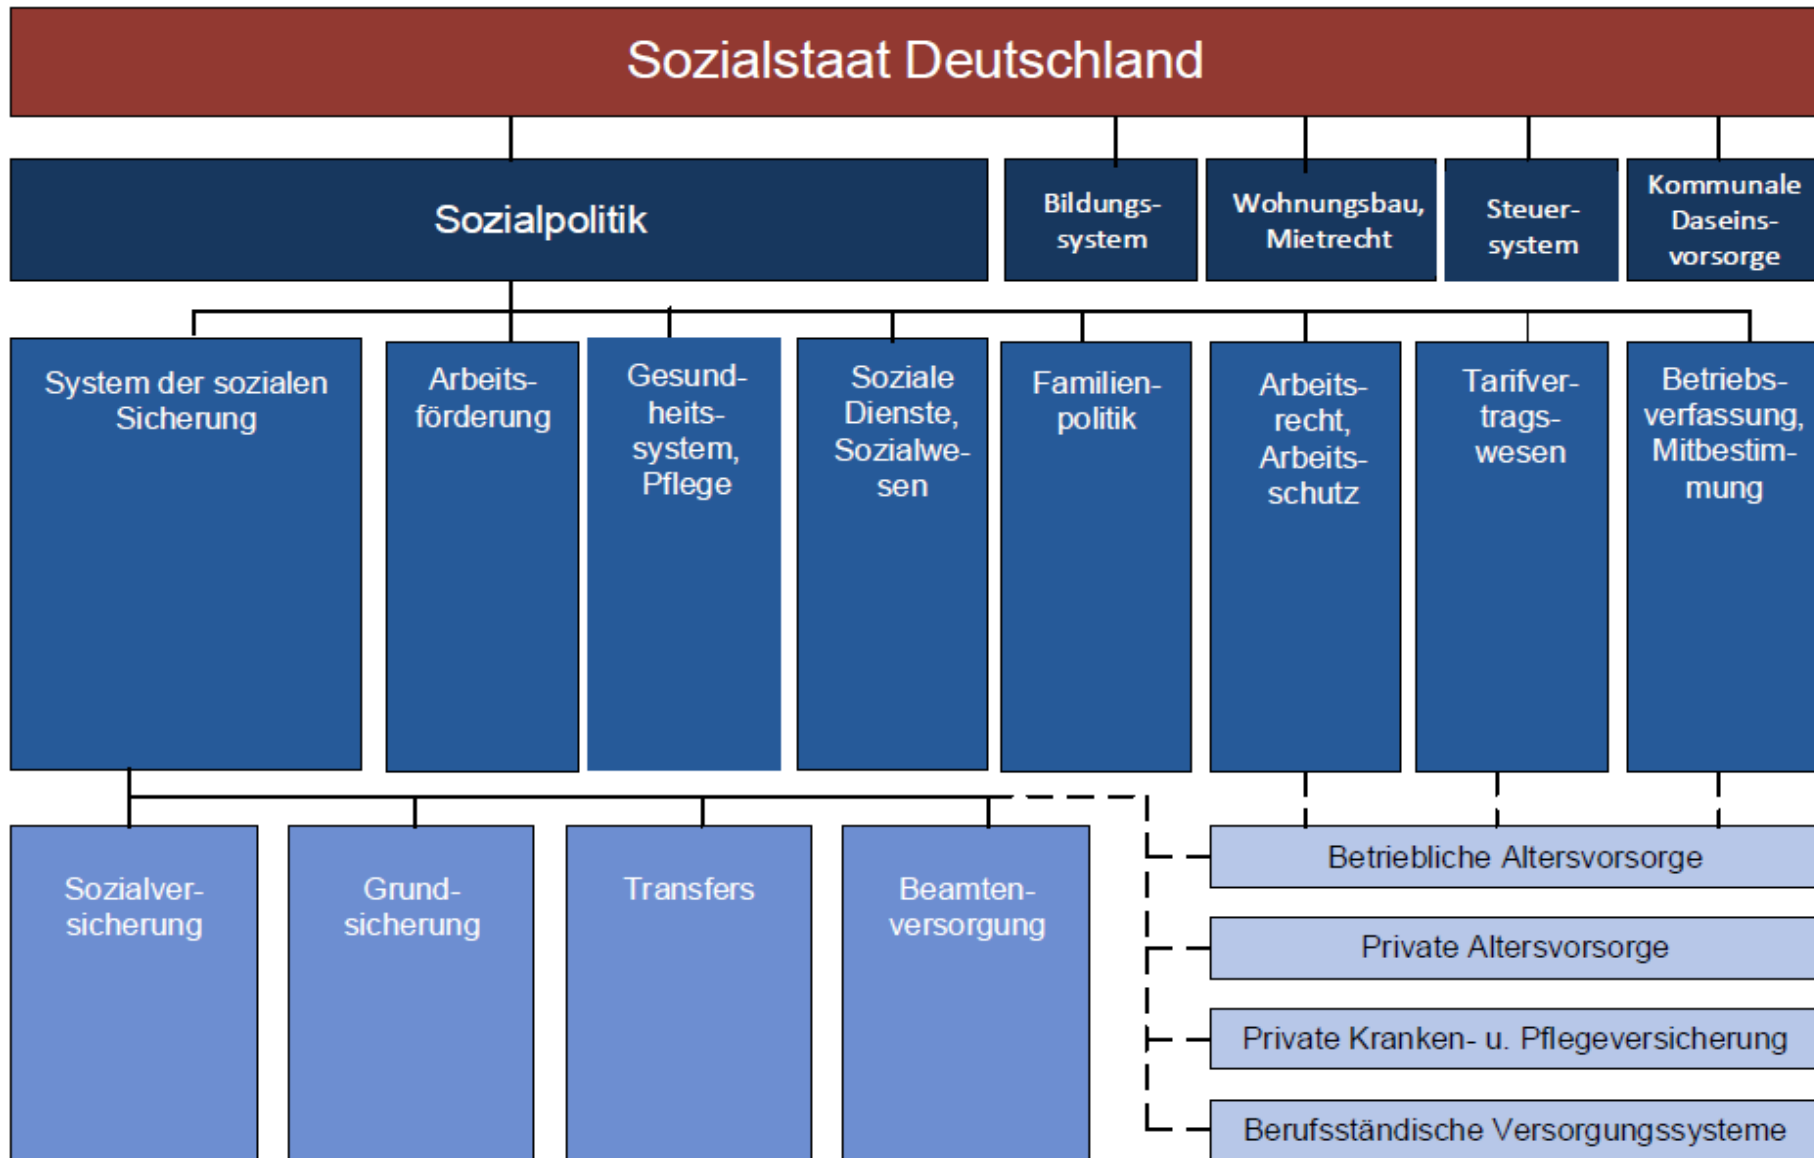 Sozialstaat Deutschland
Sozialpolitik
Bildungs-
system
Wohnungsbau,
Mietrecht
Steuer-
system
Kommunale
Daseins-
vorsorge
System der sozialen
Sicherung
Arbeits-
förderung
Gesund-
heits-
system,
Pflege
Soziale
Dienste,
Sozialwe-
sen
Familien-
politik
Arbeits-
recht,
Arbeits-
schutz
Tarifver-
trags-
wesen
Betriebs-
verfassung,
Mitbestim-
mung
Sozialver-
sicherung
Grund-
sicherung
Transfers
Beamten-
versorgung
Betriebliche Altersvorsorge
Private Altersvorsorge
Private Kranken- u. Pflegeversicherung
Berufsständische Versorgungssysteme